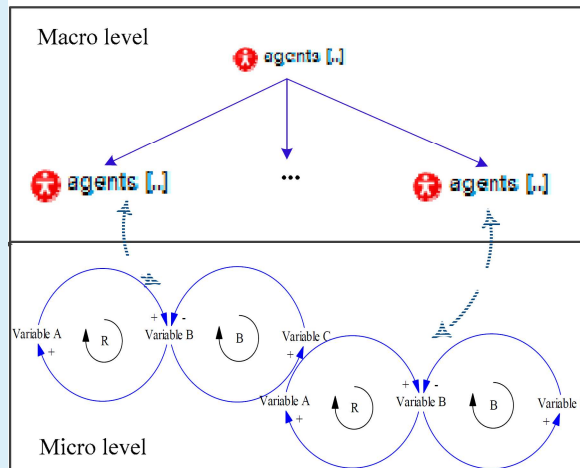 Macro level
agents [..]
agents [..]
...
agents [..]
Variable A
+
R
+
-
Variable B
B
Variable C
+
Variable A
+
R
+
-
Variable B
B
Variable
+
Micro level